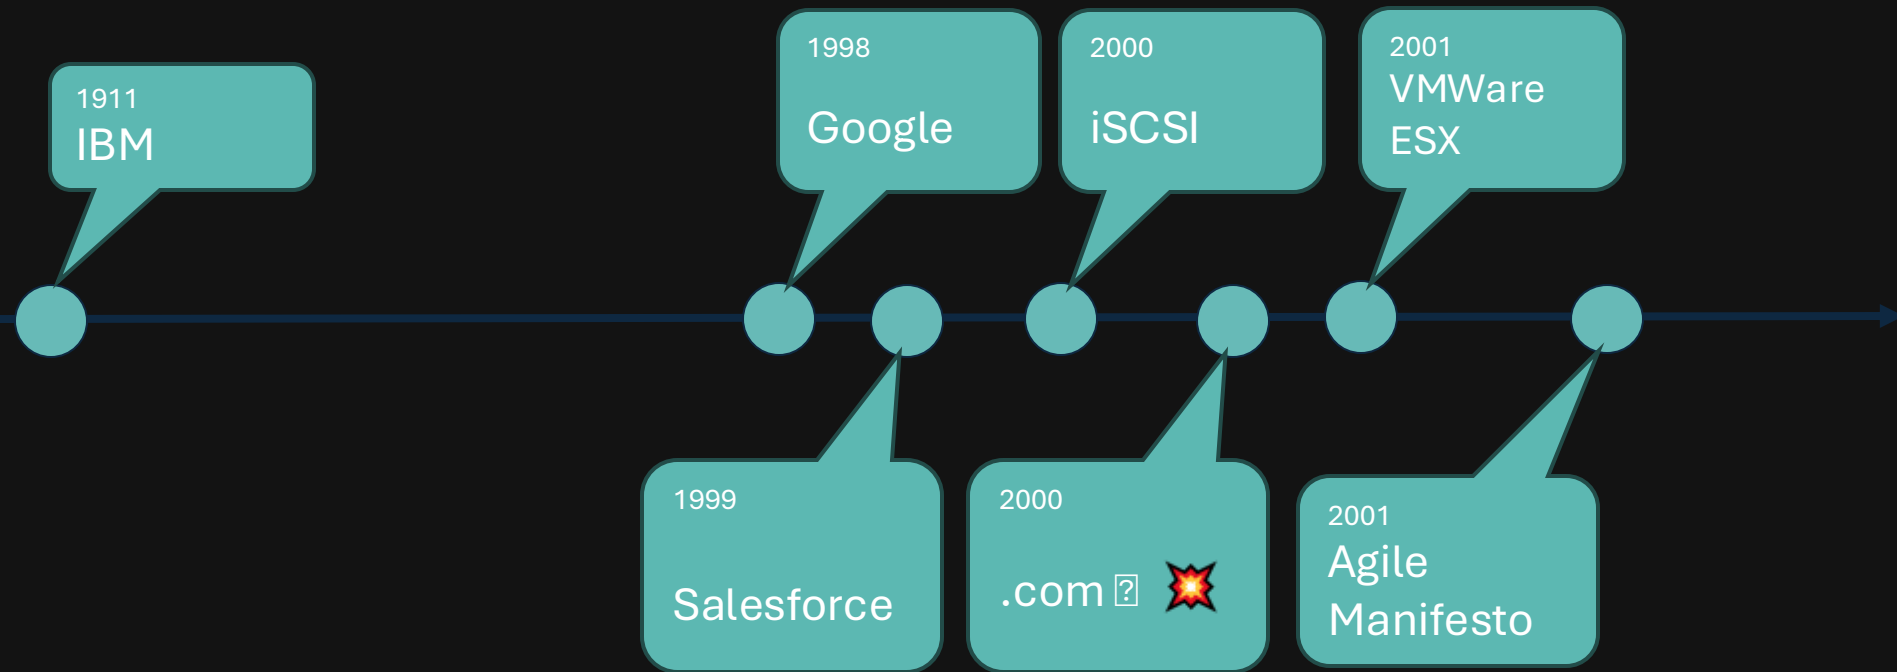 1911
IBM
1998
Google
1999
Salesforce
2000
iSCSI
2000
.com 💥
2001
VMWare
ESX
2001
Agile
Manifesto